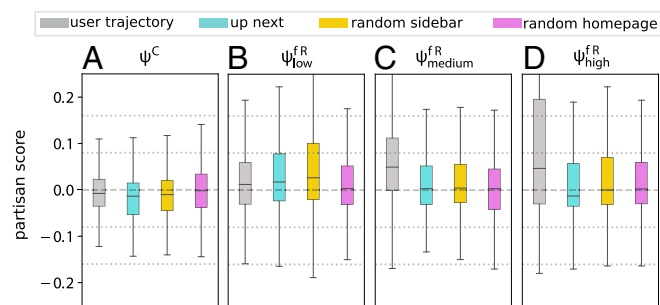 user trajectory up next random sidebar random homepage
A ψC B ψfRlow C ψfRmedium D ψfRhigh
partisan score
0.2
0.1
0.0
−0.1
−0.2